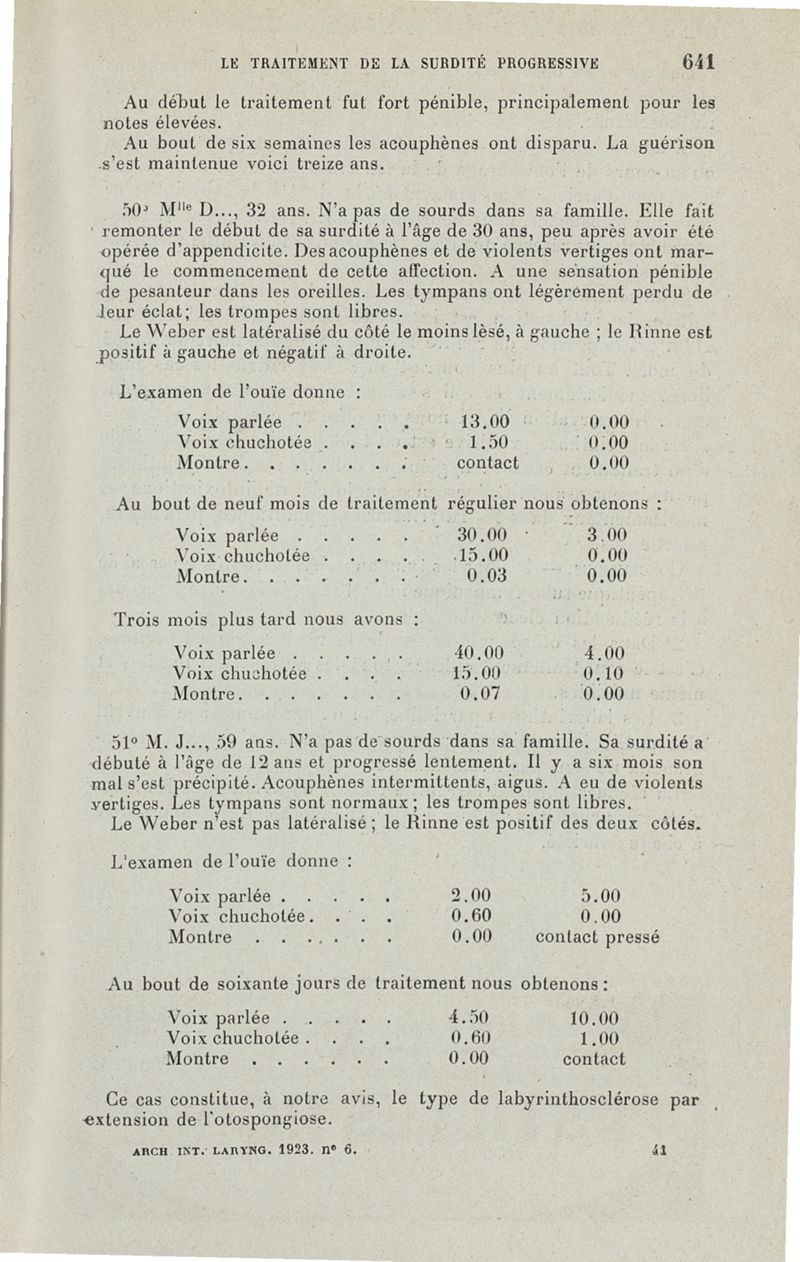 LE TRAITEMENT DE LA SURDITÉ PROGRESSIVE 641
Au début le traitement fut fort pénible, principalement pour les
notes élevées.
Au bout de six semaines les acouphènes ont disparu. La guérison
s'est maintenue voici treize ans.
50° Mlle D..., 32 ans. N'a pas de sourds dans sa famille. Elle fait
remonter le début de sa surdité à l'âge de 30 ans, peu après avoir été
opérée d'appendicite. Des acouphènes et de violents vertiges ont mar-
qué le commencement de cette affection. A une sensation pénible
de pesanteur dans les oreilles. Les tympans ont légèrement perdu de
leur éclat; les trompes sont libres.
Le Weber est latéralisé du côté le moins lèsé, à gauche ; le Rinne est
positif à gauche et négatif à droite.
L'examen de l'ouïe donne :
Voix parlée . . . . . 13.00 0.00
Voix chuchotée . . . . 1.50 0.00
Montre. . . . . . . contact 0.00
Au bout de neuf mois de traitement régulier nous obtenons :
Voix parlée . . . . . 30.00 3.00
Voix chuchotée . . . . 15.00 0.00
Montre. . . . . . . 0.03 0.00
Trois mois plus tard nous avons :
Voix parlée . . . . . 40.00 4.00
Voix chuchotée . . . . 15.00 0.10
Montre. . . . . . . 0.07 0.00
51° M. J..., 59 ans. N'a pas de sourds dans sa famille. Sa surdité a
débuté à l'âge de 12 ans et progressé lentement. Il y a six mois son
mal s'est précipité. Acouphènes intermittents, aigus. A eu de violents
vertiges. Les tympans sont normaux ; les trompes sont libres.
Le Weber n'est pas latéralisé ; le Rinne est positif des deux côtés.
L'examen de l'ouïe donne :
Voix parlée . . . . . 2.00 5.00
Voix chuchotée. . . . 0.60 0.00
Montre . . . . . . 0.00 contact pressé
Au bout de soixante jours de traitement nous obtenons :
Voix parlée . . . . . 4.50 10.00
Voix chuchotée . . . . 0.60 1.00
Montre . . . . . . 0.00 contact
Ce cas constitue, à notre avis, le type de labyrinthosclérose par
extension de l'otospongiose.
ARCH INT. LARYNG. 1923. n° 6. 41